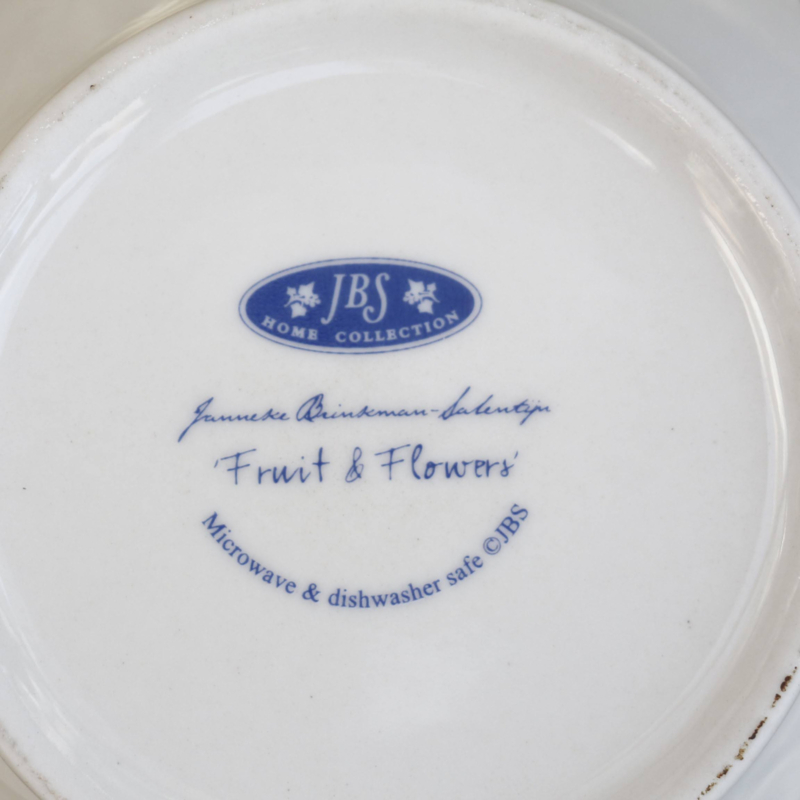 JBS
HOME COLLECTION
Janneke Brinkman-Salentijn
'Fruit & Flowers'
Microwave & dishwasher safe ©JBS